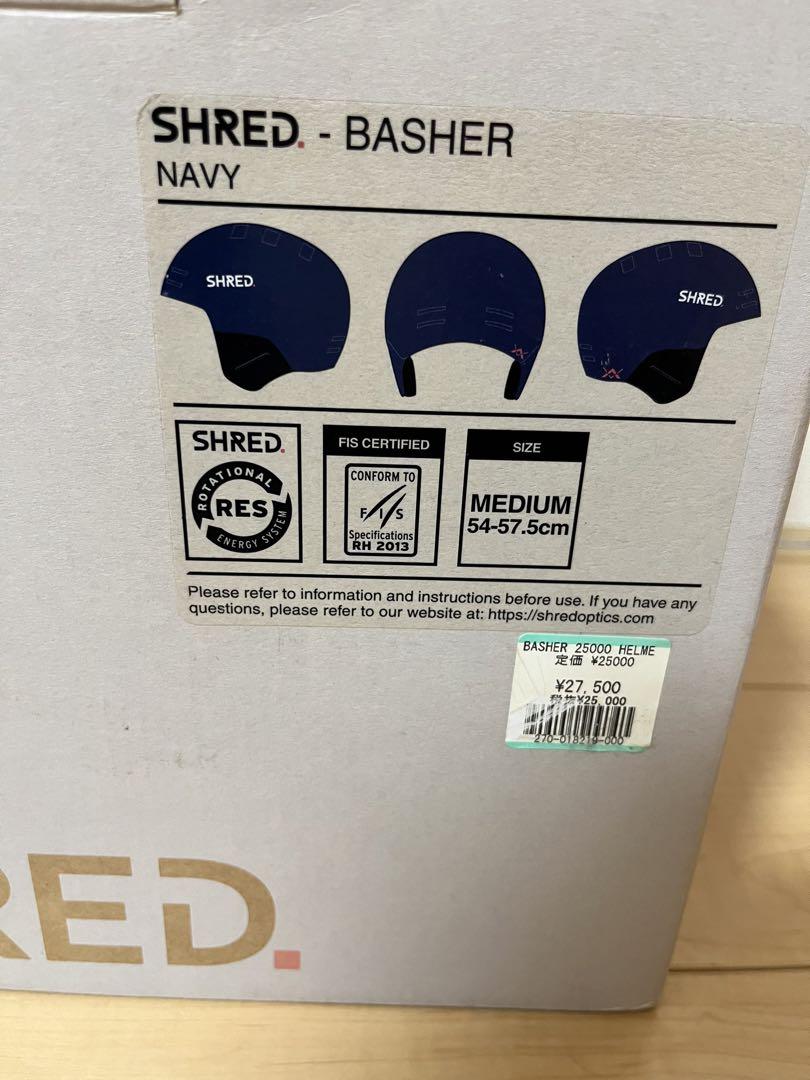 SHRED. - BASHER
NAVY
SHRED.
SHRED.
SHRED.
ROTATIONAL
RES
ENERGY SYSTEM
FIS CERTIFIED
CONFORM TO
FIS
Specifications
RH 2013
SIZE
MEDIUM
54-57.5cm
Please refer to information and instructions before use. If you have any
questions, please refer to our website at: https://shredoptics.com
BASHER 25000 HELME
定価 ¥25000
¥27,500
税抜¥25,000
270-018219-000
RED.